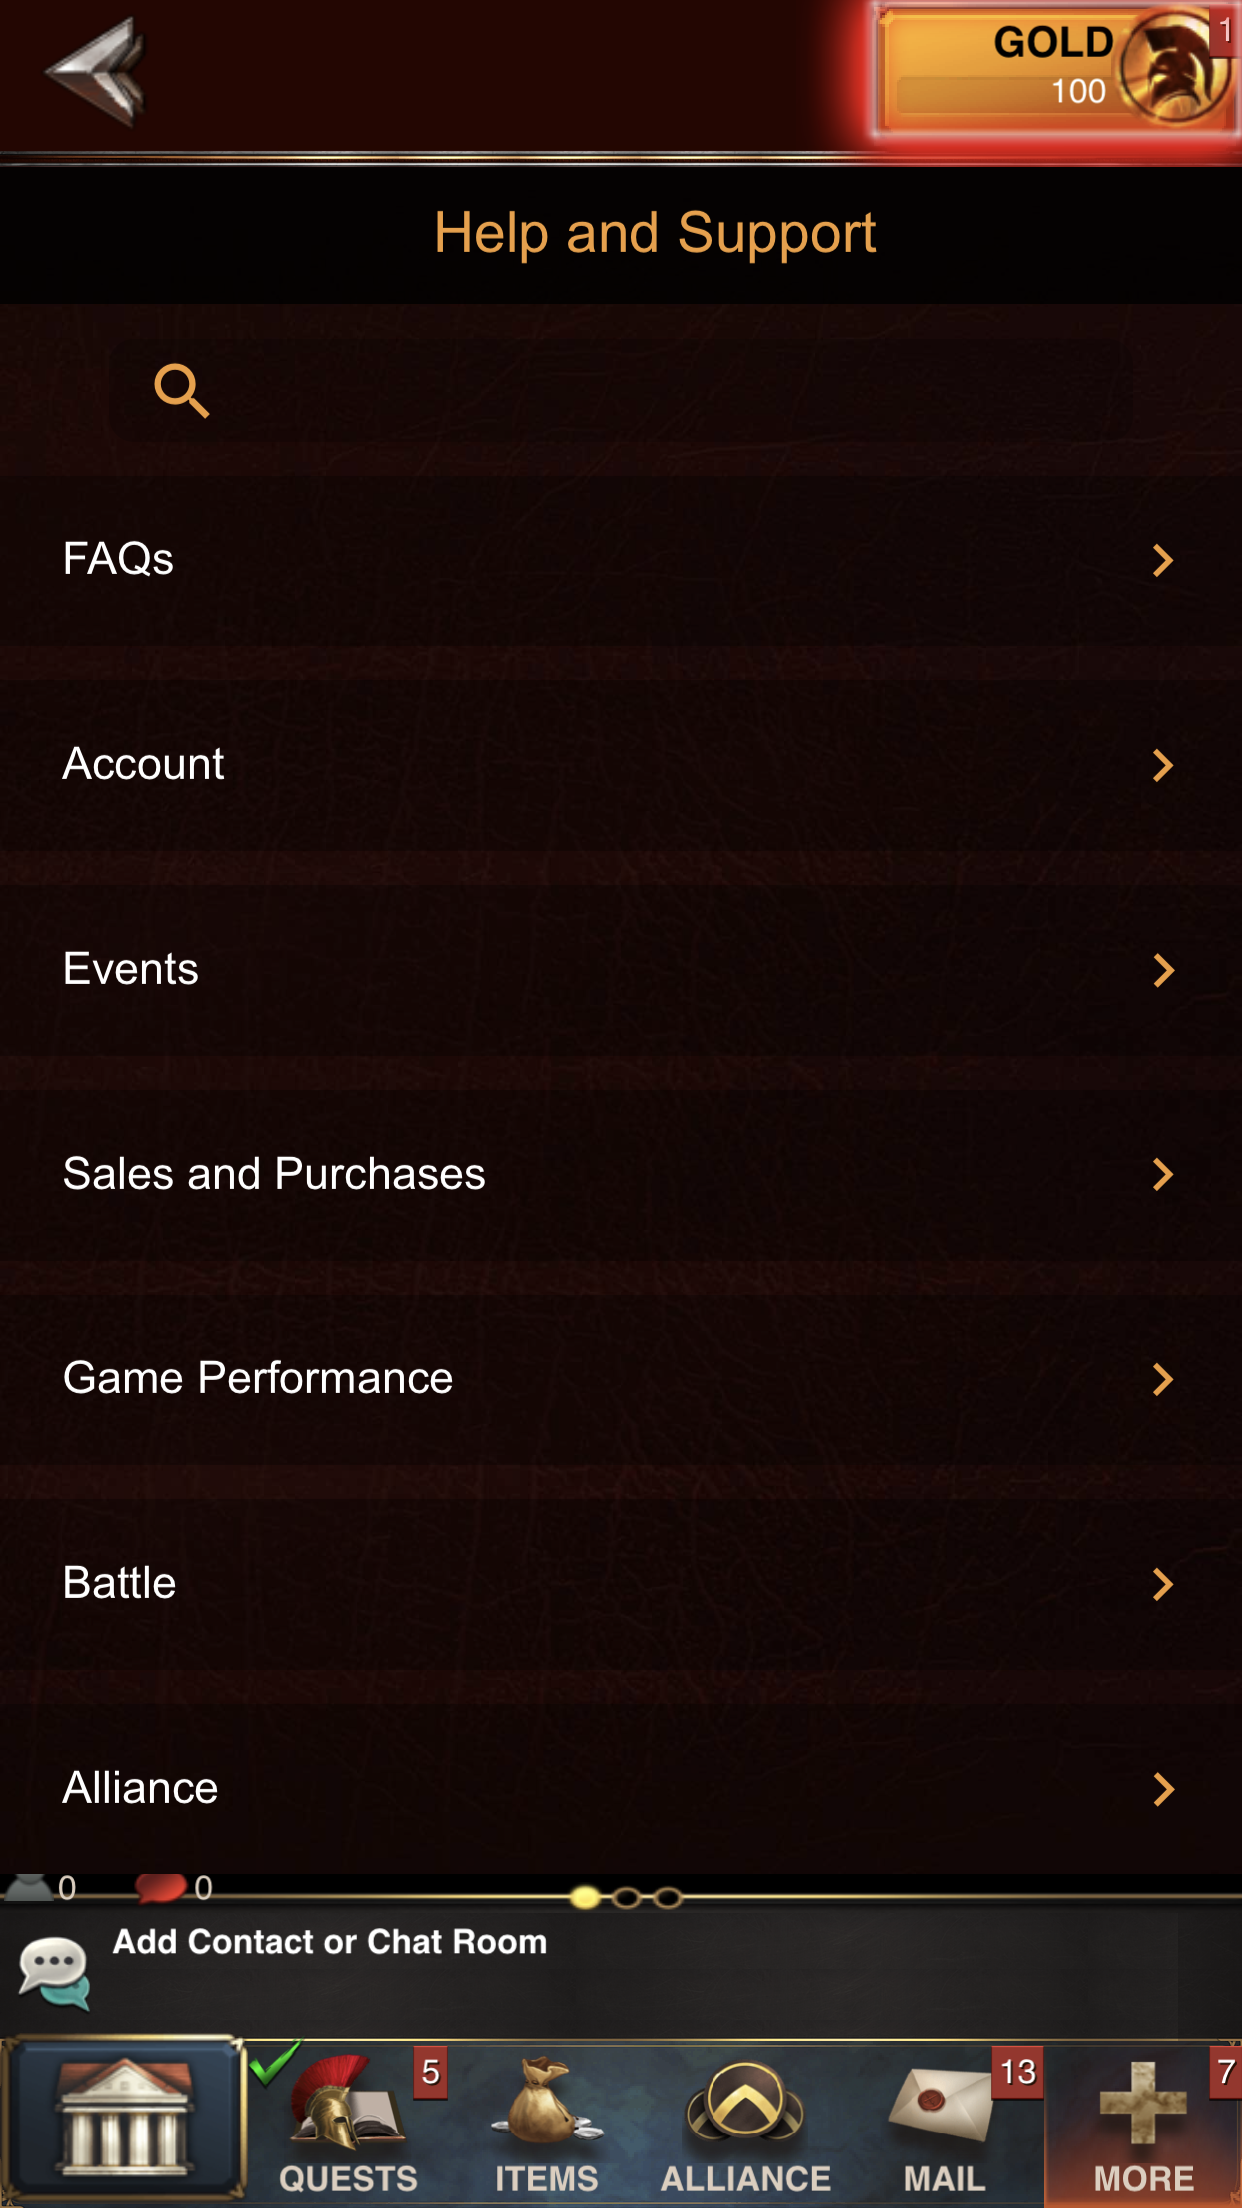 GOLD
1
100
Help and Support
FAQs
Account
Events
Sales and Purchases
Game Performance
Battle
Alliance
0
0
Add Contact or Chat Room
5
13
7
QUESTS
ITEMS
ALLIANCE
MAIL
MORE